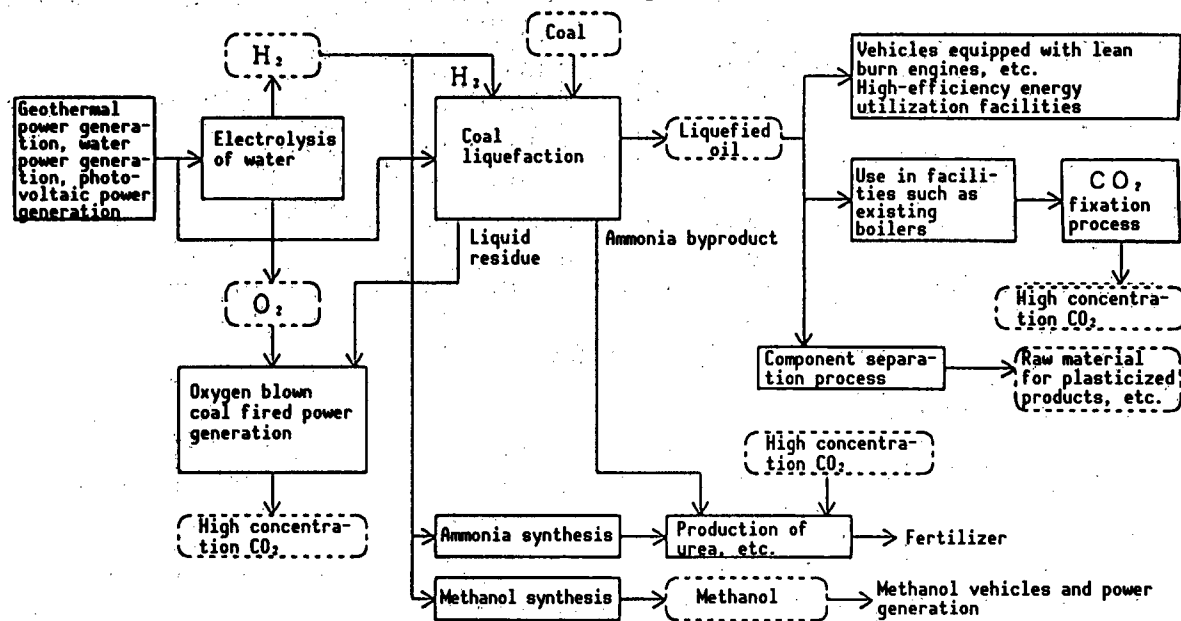 H₂
Coal
Vehicles equipped with lean
burn engines, etc.
High-efficiency energy
utilization facilities
H₂
Geothermal
power genera-
tion, water
power genera-
tion, photo-
voltaic power
generation
Electrolysis
of water
Coal
liquefaction
Liquefied
oil
Use in facili-
ties such as
existing
boilers
CO₂
fixation
process
Liquid
residue
Ammonia byproduct
O₂
High concentra-
tion CO₂
Component separa-
tion process
Raw material
for plasticized
products, etc.
Oxygen blown
coal fired power
generation
High concentra-
tion CO₂
High concentra-
tion CO₂
Ammonia synthesis
Production of
urea, etc.
Fertilizer
Methanol synthesis
Methanol
Methanol vehicles and power
generation